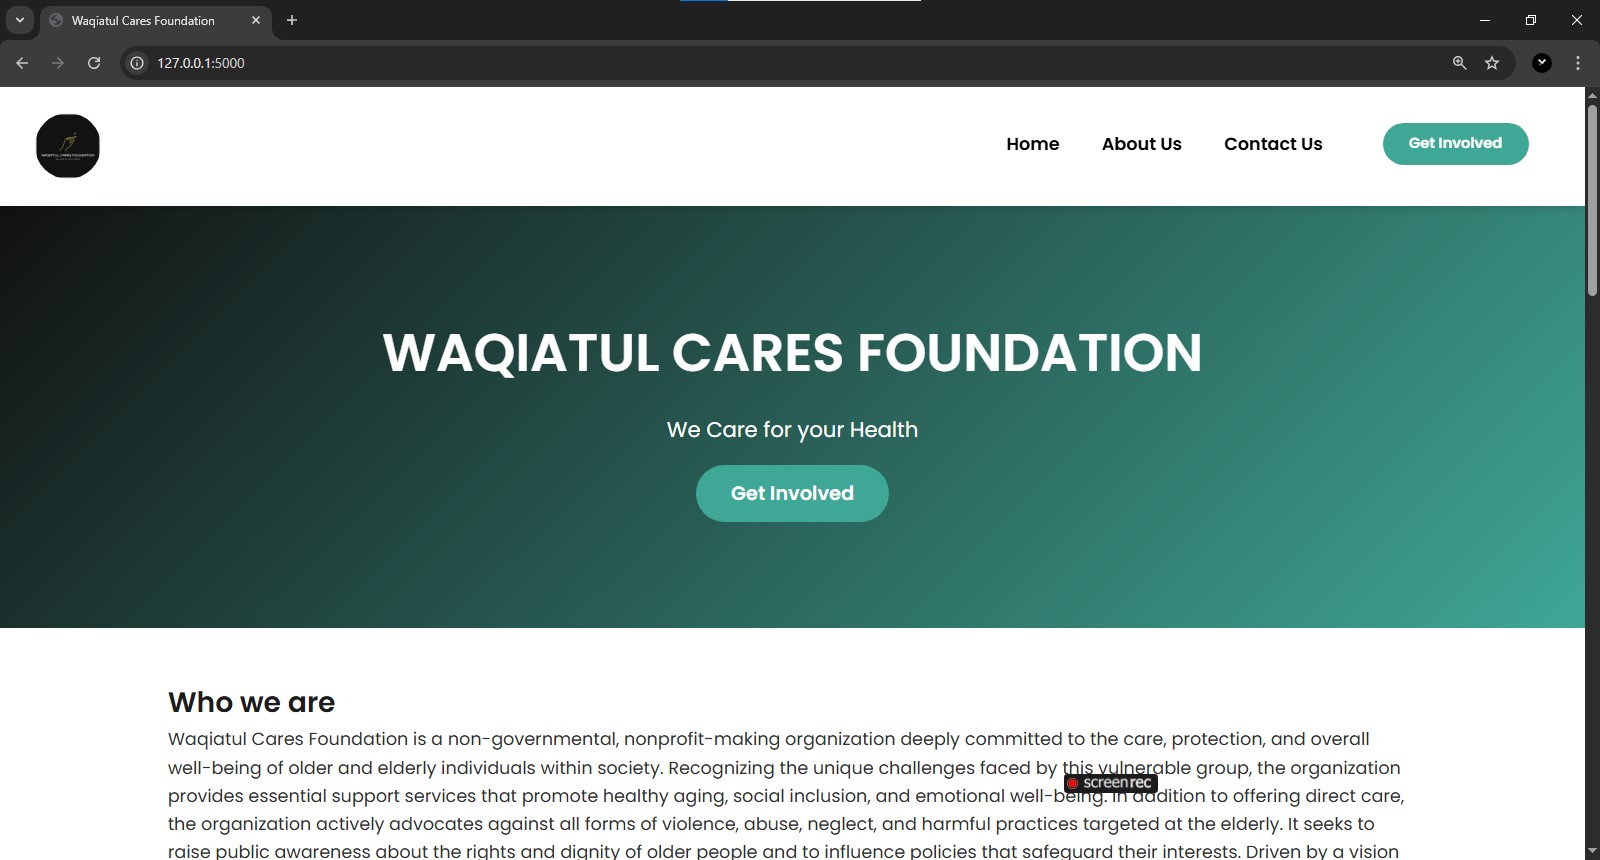 Waqiatul Cares Foundation
127.0.0.1:5000
WAQIATUL CARES FOUNDATION
Home
About Us
Contact Us
Get Involved
WAQIATUL CARES FOUNDATION
We Care for your Health
Get Involved
Who we are
Waqiatul Cares Foundation is a non-governmental, nonprofit-making organization deeply committed to the care, protection, and overall
well-being of older and elderly individuals within society. Recognizing the unique challenges faced by this vulnerable group, the organization
screenrec
provides essential support services that promote healthy aging, social inclusion, and emotional well-being. In addition to offering direct care,
the organization actively advocates against all forms of violence, abuse, neglect, and harmful practices targeted at the elderly. It seeks to
raise public awareness about the rights and dignity of older people and to influence policies that safeguard their interests. Driven by a vision